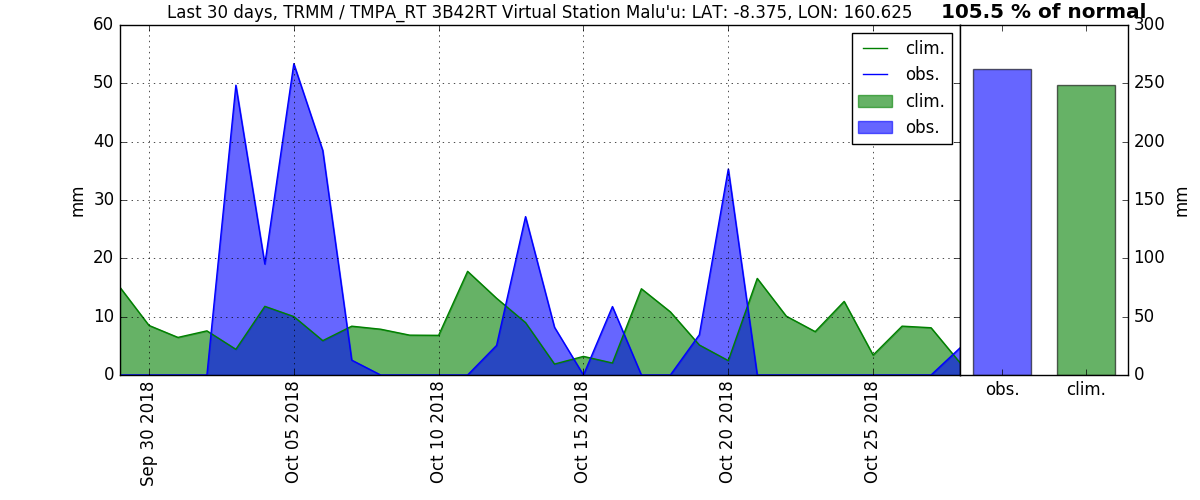 Last 30 days, TRMM / TMPA_RT 3B42RT Virtual Station Malu'u: LAT: -8.375, LON: 160.625
105.5 % of normal
60
50
40
30
20
10
0
mm
clim.
obs.
clim.
obs.
Sep 30 2018
Oct 05 2018
Oct 10 2018
Oct 15 2018
Oct 20 2018
Oct 25 2018
300
250
200
150
100
50
0
mm
obs.
clim.